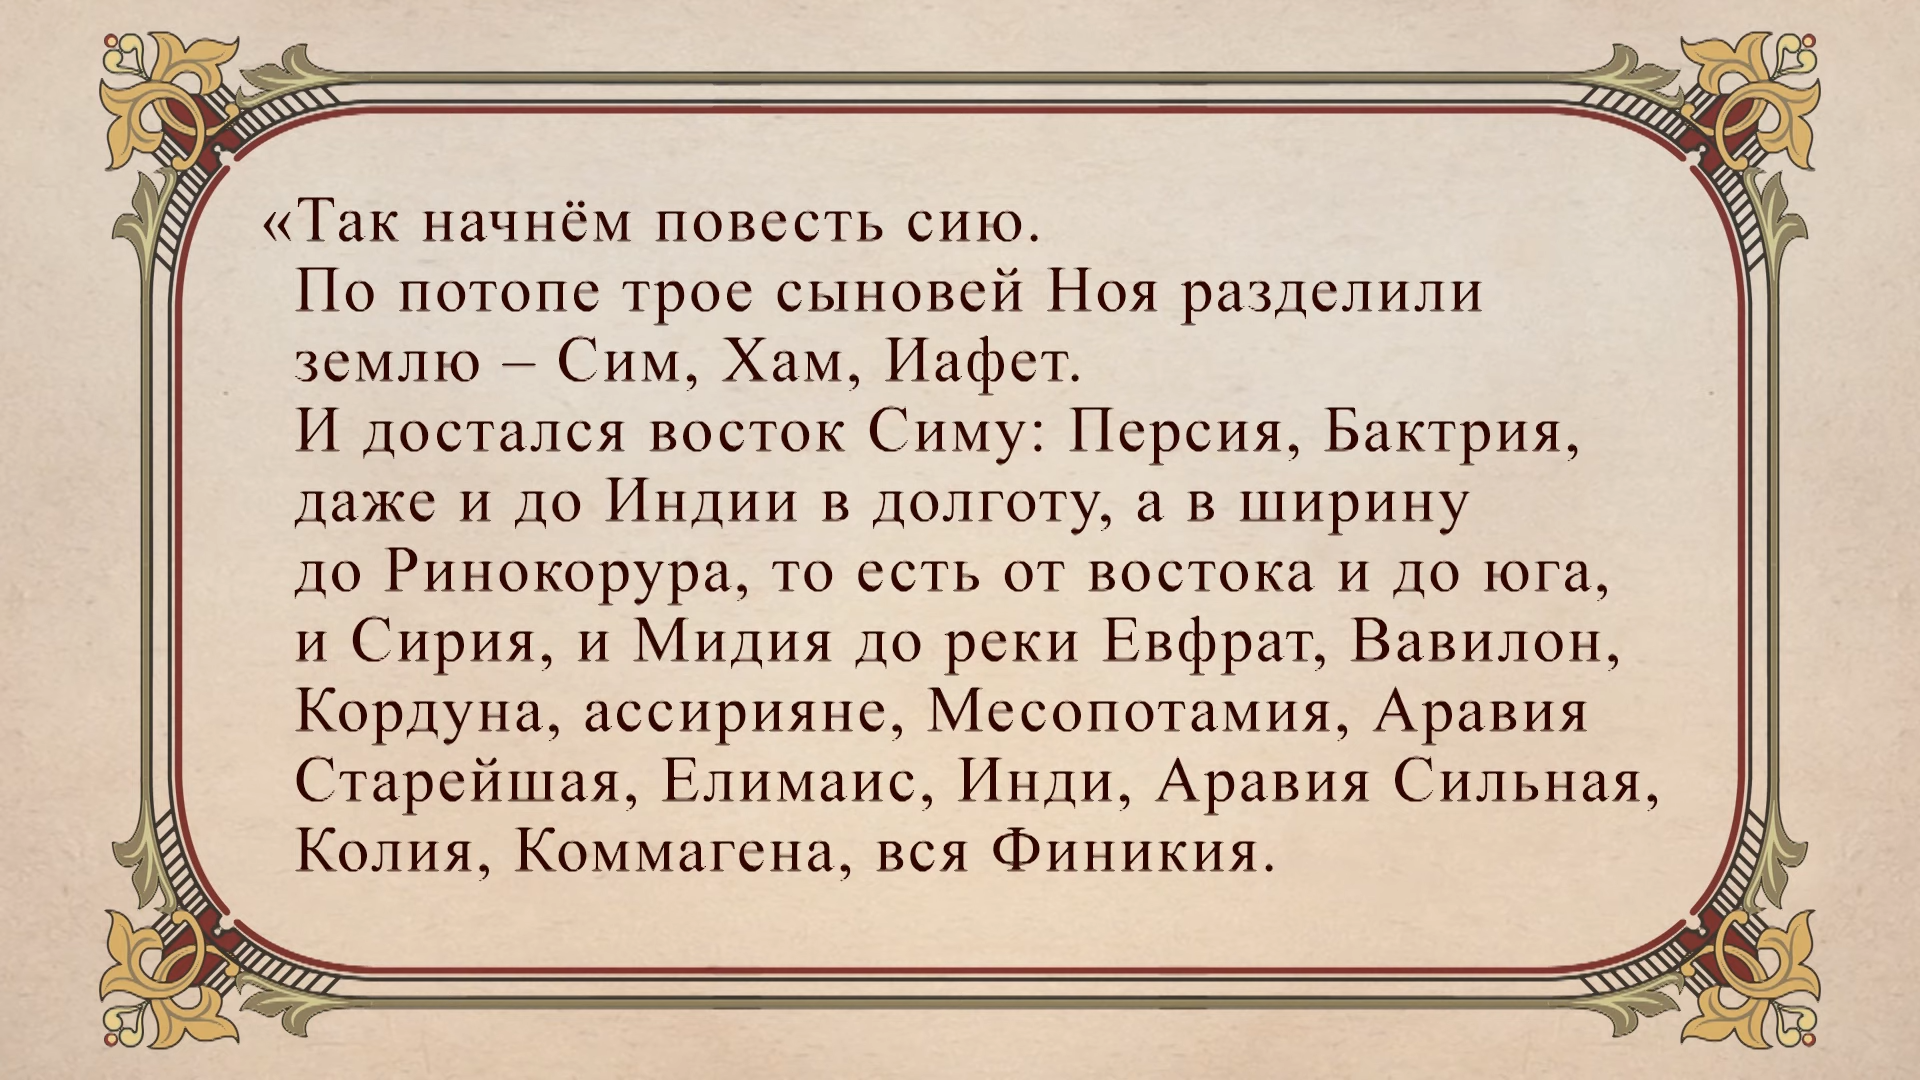 «Так начнём повесть сию.
По потопе трое сыновей Ноя разделили
землю – Сим, Хам, Иафет.
И достался восток Симу: Персия, Бактрия,
даже и до Индии в долготу, а в ширину
до Ринокорура, то есть от востока и до юга,
и Сирия, и Мидия до реки Евфрат, Вавилон,
Кордуна, ассирияне, Месопотамия, Аравия
Старейшая, Елимаис, Инди, Аравия Сильная,
Колия, Коммагена, вся Финикия.